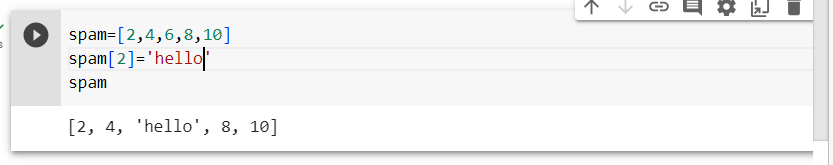 spam=[2,4,6,8,10]
spam[2]='hello'
spam
[2, 4, 'hello', 8, 10]